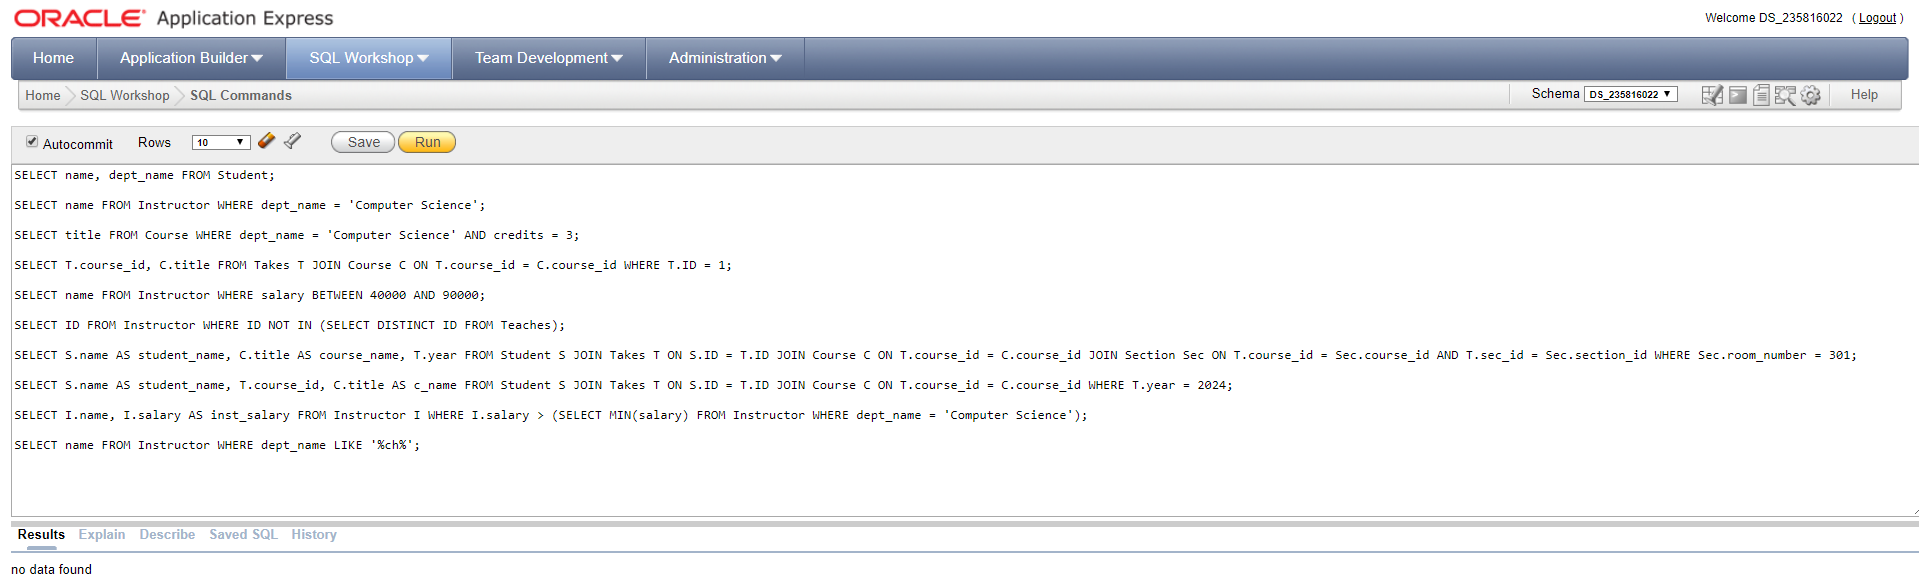 ORACLE Application Express
Welcome DS_235816022 ( Logout )
Home Application Builder SQL Workshop Team Development Administration
Home SQL Workshop SQL Commands Schema DS_235816022 Help
Autocommit Rows 10 Save Run
SELECT name, dept_name FROM Student;
SELECT name FROM Instructor WHERE dept_name = 'Computer Science';
SELECT title FROM Course WHERE dept_name = 'Computer Science' AND credits = 3;
SELECT T.course_id, C.title FROM Takes T JOIN Course C ON T.course_id = C.course_id WHERE T.ID = 1;
SELECT name FROM Instructor WHERE salary BETWEEN 40000 AND 90000;
SELECT ID FROM Instructor WHERE ID NOT IN (SELECT DISTINCT ID FROM Teaches);
SELECT S.name AS student_name, C.title AS course_name, T.year FROM Student S JOIN Takes T ON S.ID = T.ID JOIN Course C ON T.course_id = C.course_id JOIN Section Sec ON T.course_id = Sec.course_id AND T.sec_id = Sec.section_id WHERE Sec.room_number = 301;
SELECT S.name AS student_name, T.course_id, C.title AS c_name FROM Student S JOIN Takes T ON S.ID = T.ID JOIN Course C ON T.course_id = C.course_id WHERE T.year = 2024;
SELECT I.name, I.salary AS inst_salary FROM Instructor I WHERE I.salary > (SELECT MIN(salary) FROM Instructor WHERE dept_name = 'Computer Science');
SELECT name FROM Instructor WHERE dept_name LIKE '%ch%';
Results Explain Describe Saved SQL History
no data found